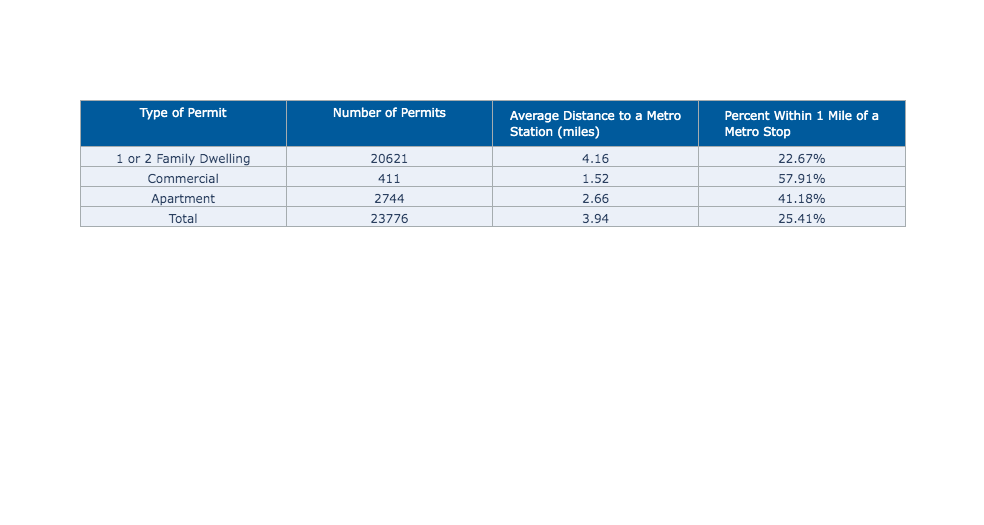 Type of Permit Number of Permits Average Distance to a Metro Station (miles) Percent Within 1 Mile of a Metro Stop
1 or 2 Family Dwelling 20621 4.16 22.67%
Commercial 411 1.52 57.91%
Apartment 2744 2.66 41.18%
Total 23776 3.94 25.41%